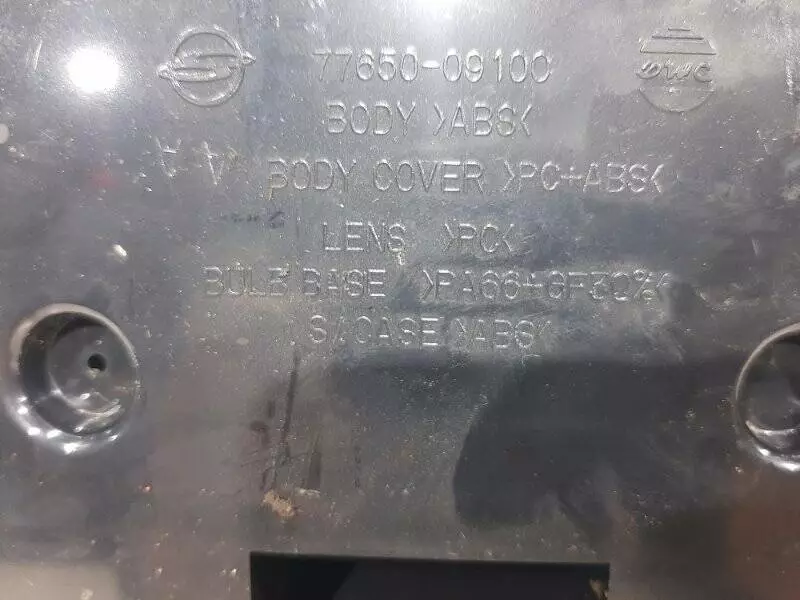 77650-09100
BODY >ABS<
BODY COVER >PC+ABS<
LENS >PC<
BULB BASE >PA66+GF30%<
S/CASE >ABS<